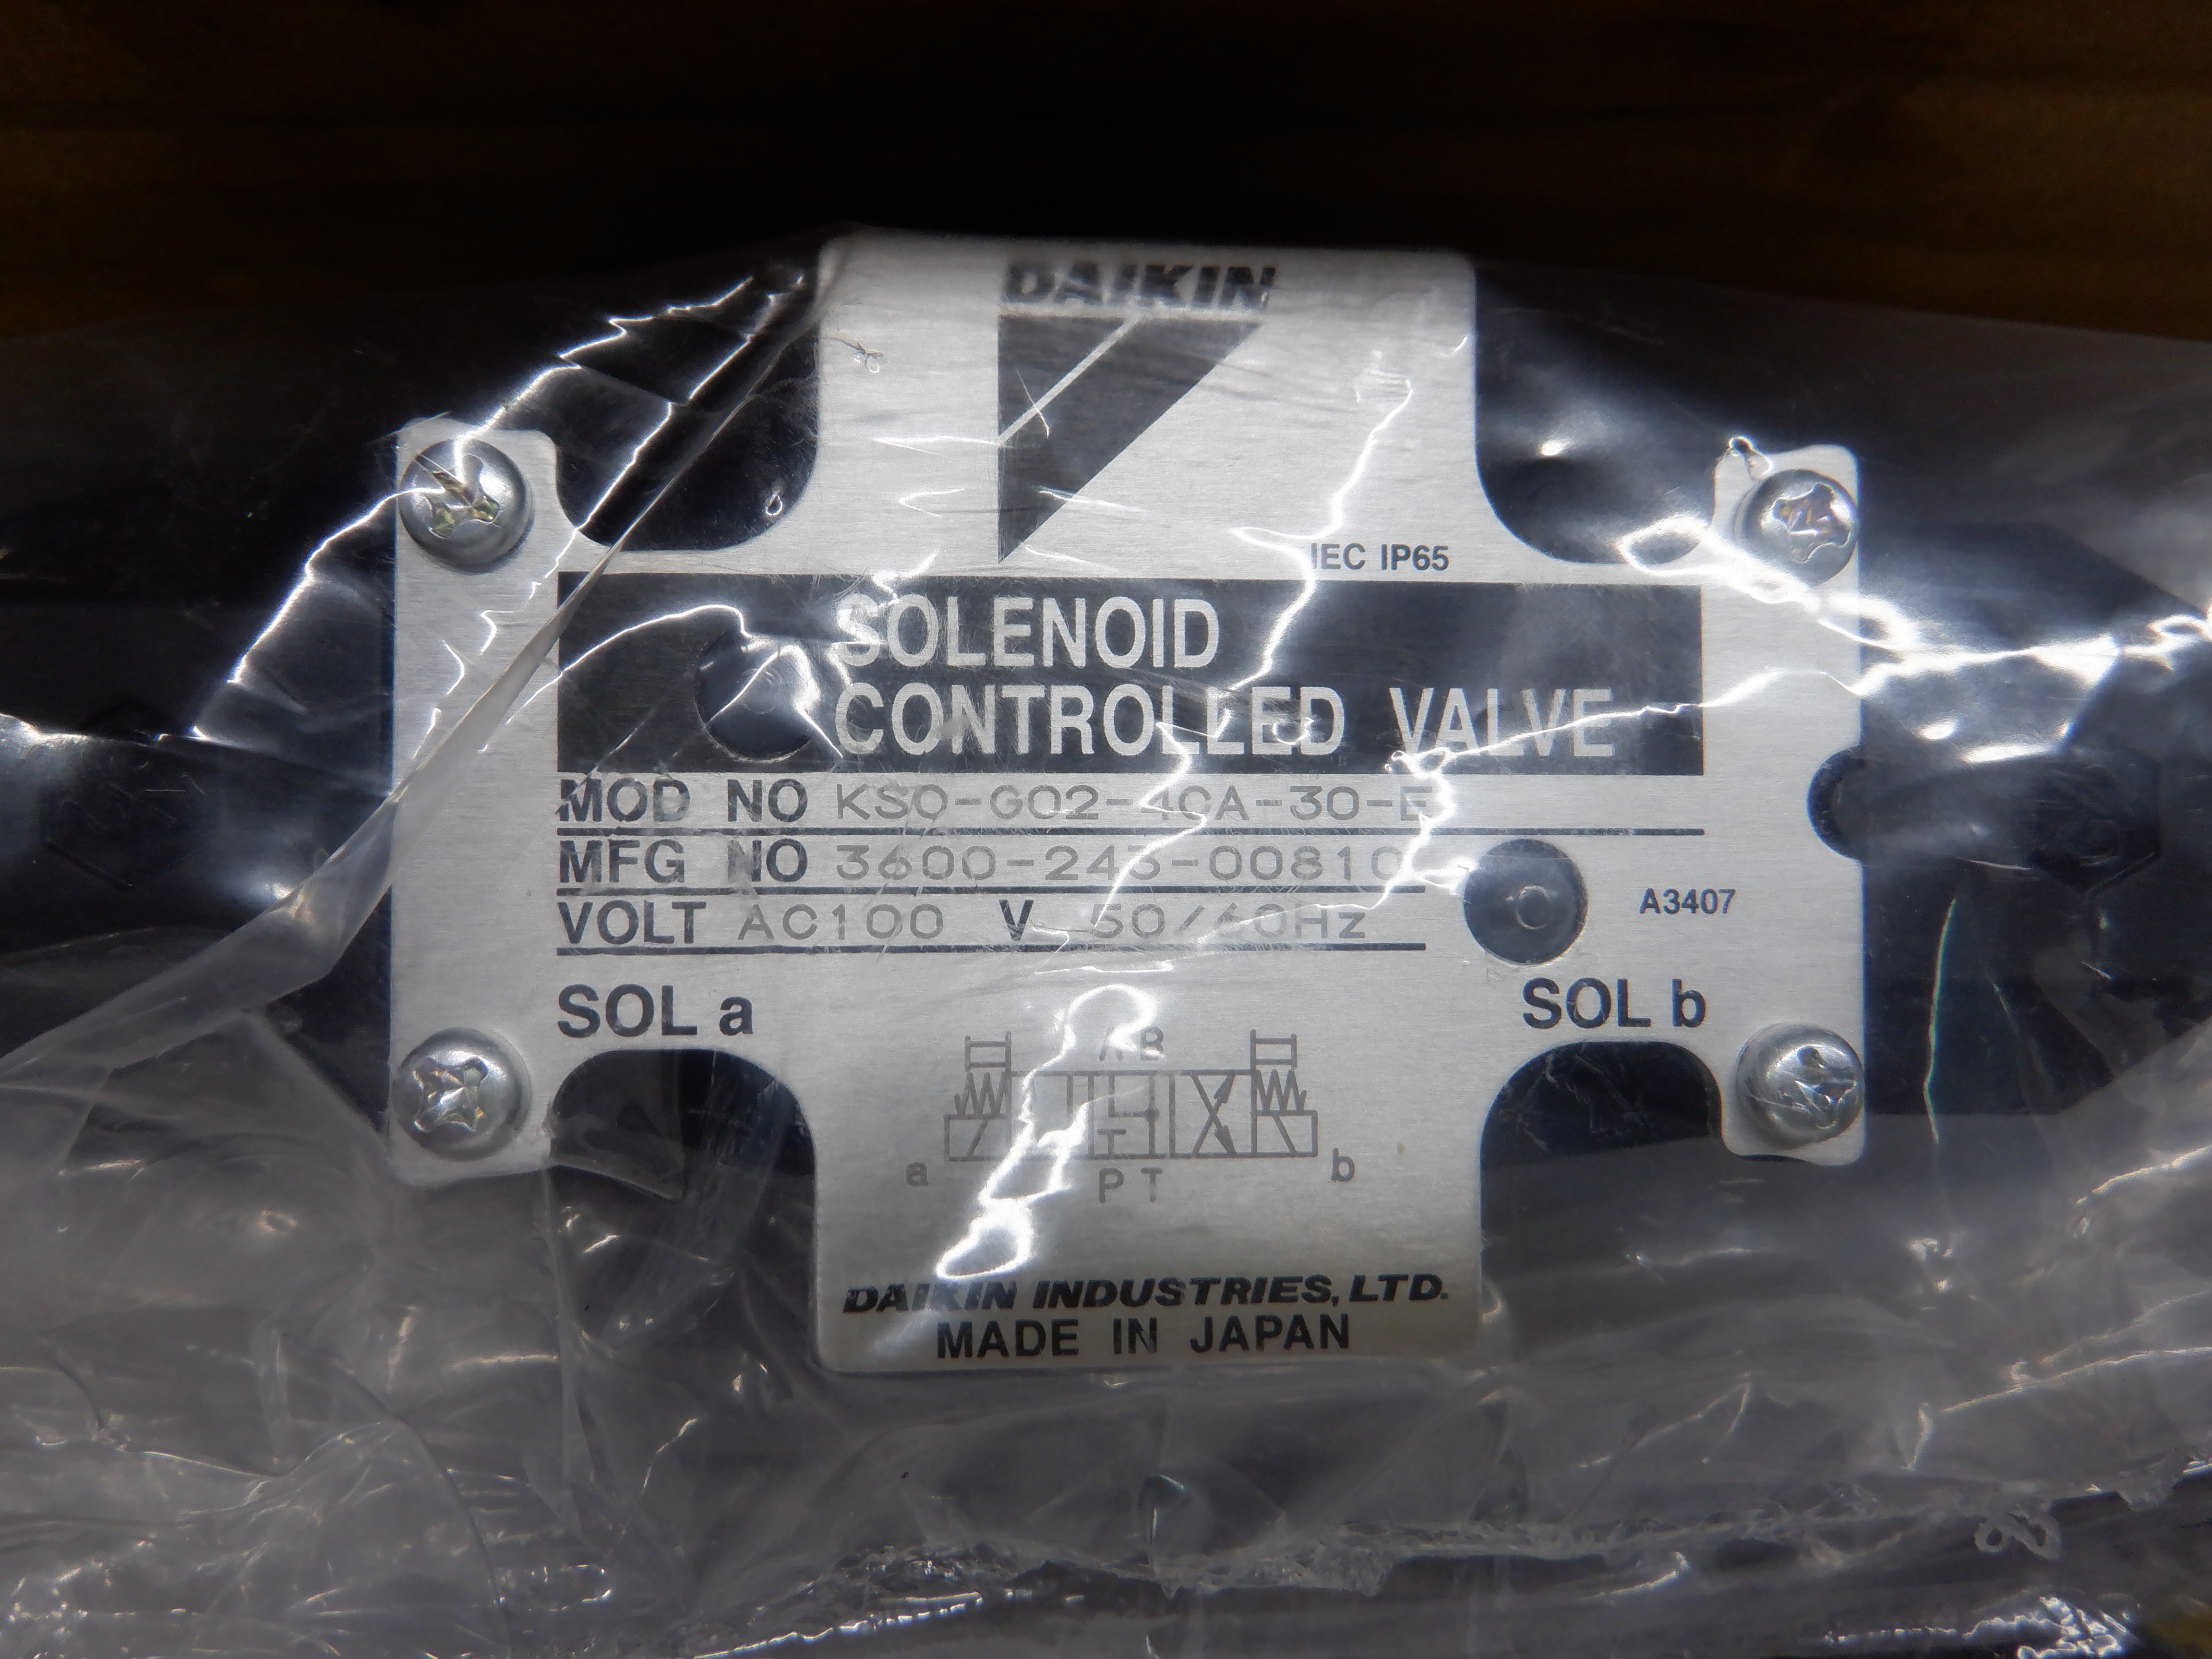 DAIKIN
IEC IP65
SOLENOID
CONTROLLED VALVE
MOD NO KSO-G02-4CA-30-E
MFG NO 3600-243-00810
VOLT AC100 V 50/60Hz
A3407
SOL a SOL b
A B
a b
P T
DAIKIN INDUSTRIES, LTD.
MADE IN JAPAN